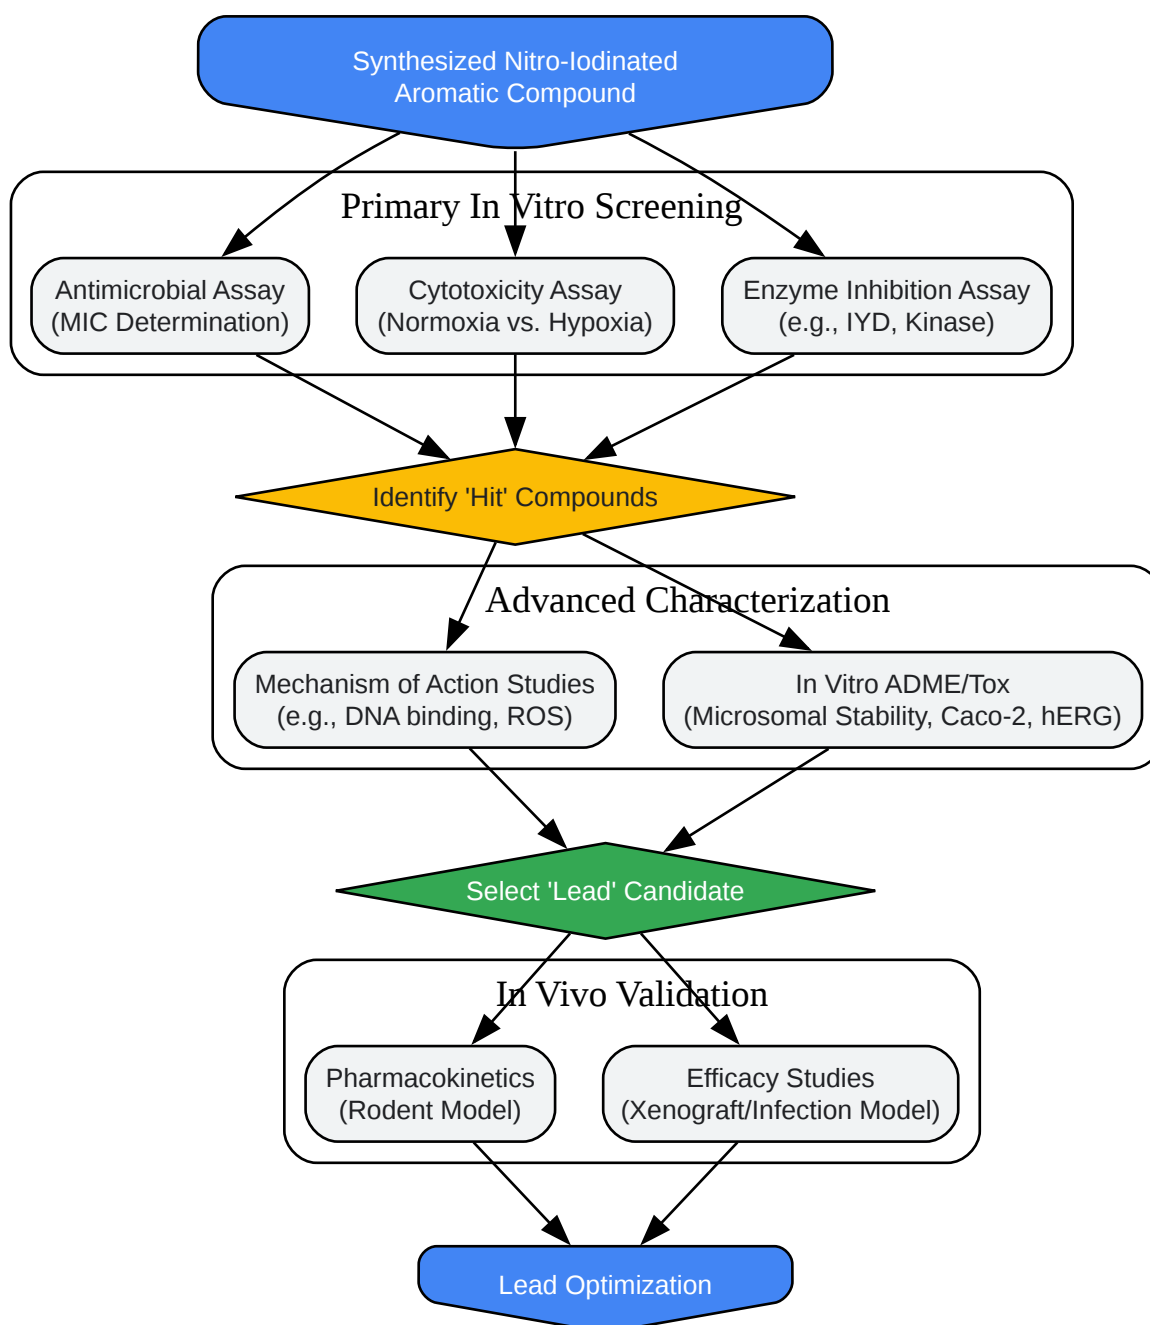 Synthesized Nitro-Iodinated
Aromatic Compound
Primary In Vitro Screening
Antimicrobial Assay
(MIC Determination)
Cytotoxicity Assay
(Normoxia vs. Hypoxia)
Enzyme Inhibition Assay
(e.g., IYD, Kinase)
Identify 'Hit' Compounds
Advanced Characterization
Mechanism of Action Studies
(e.g., DNA binding, ROS)
In Vitro ADME/Tox
(Microsomal Stability, Caco-2, hERG)
Select 'Lead' Candidate
In Vivo Validation
Pharmacokinetics
(Rodent Model)
Efficacy Studies
(Xenograft/Infection Model)
Lead Optimization